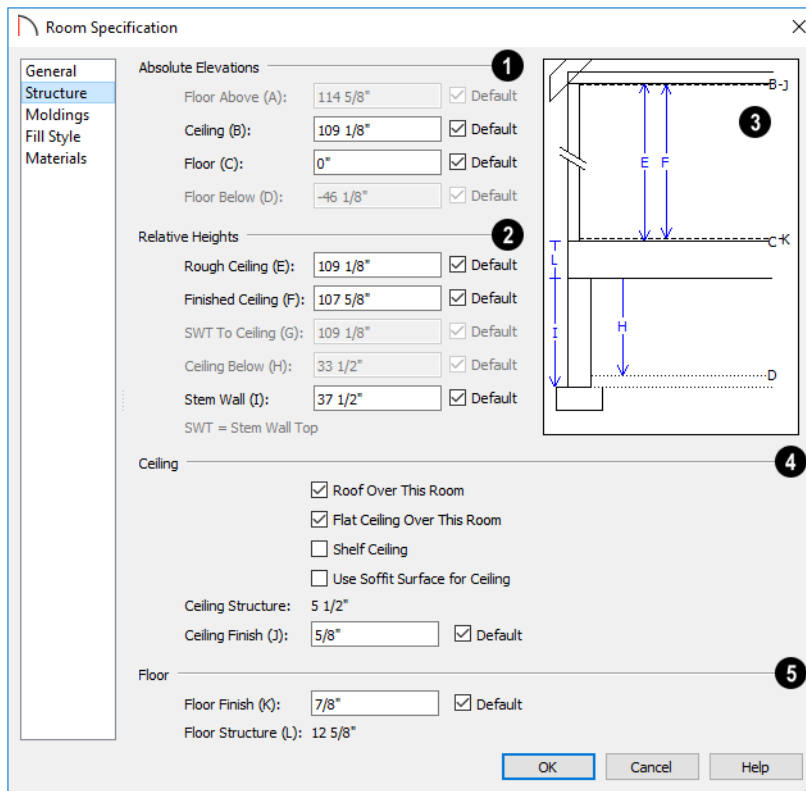 Room Specification
General
Structure
Moldings
Fill Style
Materials
Absolute Elevations 1
Floor Above (A): 114 5/8" Default
Ceiling (B): 109 1/8" Default
Floor (C): 0" Default
Floor Below (D): -46 1/8" Default
Relative Heights 2
Rough Ceiling (E): 109 1/8" Default
Finished Ceiling (F): 107 5/8" Default
SWT To Ceiling (G): 109 1/8" Default
Ceiling Below (H): 33 1/2" Default
Stem Wall (I): 37 1/2" Default
SWT = Stem Wall Top
3
B-J
E F
C-K
L
H
I
D
Ceiling 4
Roof Over This Room
Flat Ceiling Over This Room
Shelf Ceiling
Use Soffit Surface for Ceiling
Ceiling Structure: 5 1/2"
Ceiling Finish (J): 5/8" Default
Floor 5
Floor Finish (K): 7/8" Default
Floor Structure (L): 12 5/8"
OK Cancel Help